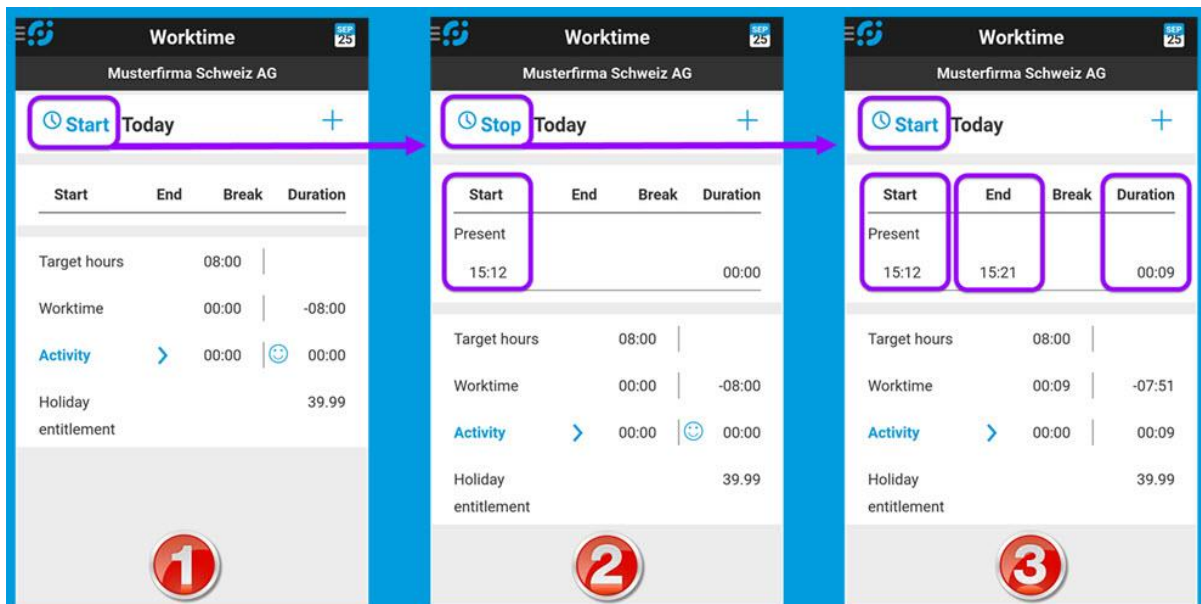 Worktime
SEP
25
Musterfirma Schweiz AG
Start Today
Start End Break Duration
Target hours 08:00
Worktime 00:00 -08:00
Activity 00:00 00:00
Holiday 39.99
entitlement
1
Worktime
SEP
25
Musterfirma Schweiz AG
Stop Today
Start End Break Duration
Present
15:12 00:00
Target hours 08:00
Worktime 00:00 -08:00
Activity 00:00 00:00
Holiday 39.99
entitlement
2
Worktime
SEP
25
Musterfirma Schweiz AG
Start Today
Start End Break Duration
Present
15:12 15:21 00:09
Target hours 08:00
Worktime 00:09 -07:51
Activity 00:00 00:09
Holiday 39.99
entitlement
3